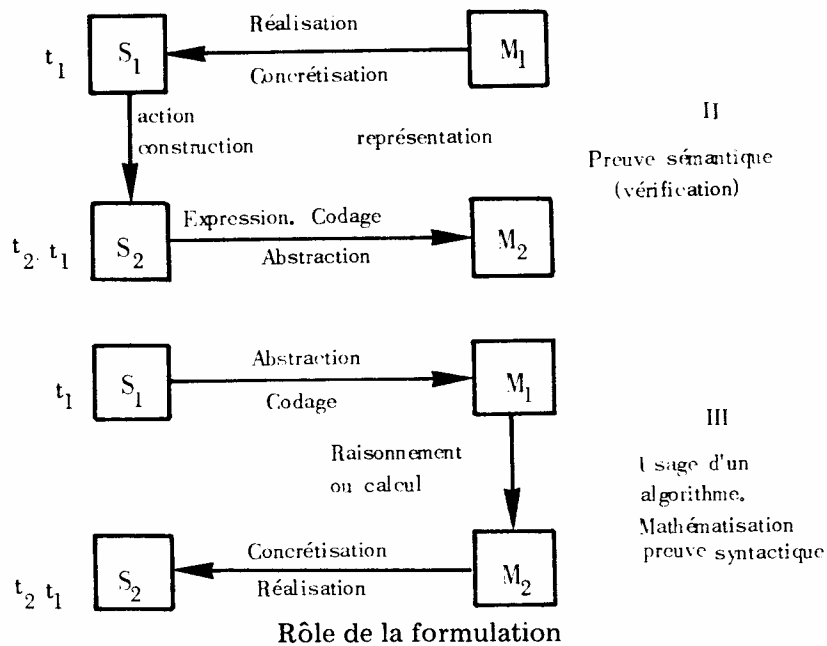 Réalisation
t1 S1 M1
Concrétisation
action
construction
représentation
II
Preuve sémantique
(vérification)
t2. t1 S2 Expression. Codage M2
Abstraction
t1 S1 Abstraction M1
Codage
III
Raisonnement
ou calcul
Usage d'un
algorithme.
Mathématisation
preuve syntactique
Concrétisation
t2 t1 S2 M2
Réalisation
Rôle de la formulation